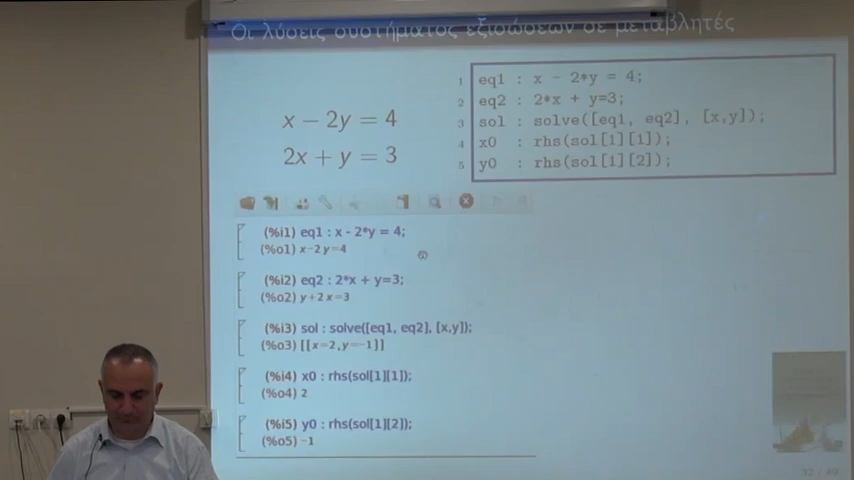 Οι λύσεις συστήματος εξισώσεων σε μεταβλητές
x − 2y = 4
2x + y = 3
1 eq1 : x - 2*y = 4;
2 eq2 : 2*x + y=3;
3 sol : solve([eq1, eq2], [x,y]);
4 x0 : rhs(sol[1][1]);
5 y0 : rhs(sol[1][2]);
(%i1) eq1 : x - 2*y = 4;
(%o1) x-2 y=4
(%i2) eq2 : 2*x + y=3;
(%o2) y+2 x=3
(%i3) sol : solve([eq1, eq2], [x,y]);
(%o3) [[x=2,y=-1]]
(%i4) x0 : rhs(sol[1][1]);
(%o4) 2
(%i5) y0 : rhs(sol[1][2]);
(%o5) -1